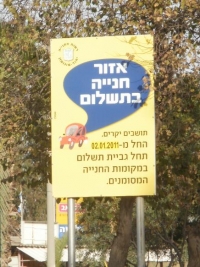 אזור
חנייה
בתשלום
תושבים יקרים,
החל מ-02.01.2011
תחל גביית תשלום
במקומות החנייה
המסומנים.